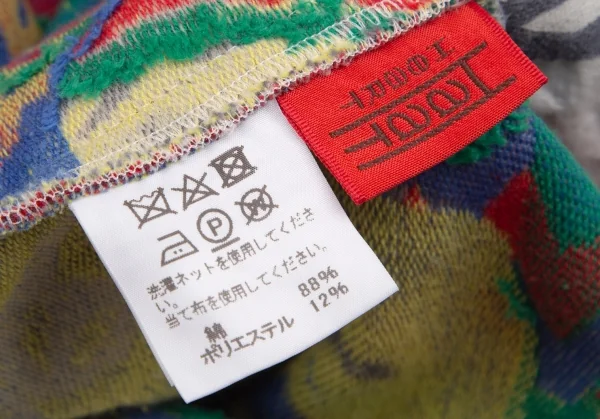 P
洗濯ネットを使用してくださ
い。
当て布を使用してください。
綿 88%
ポリエステル 12%